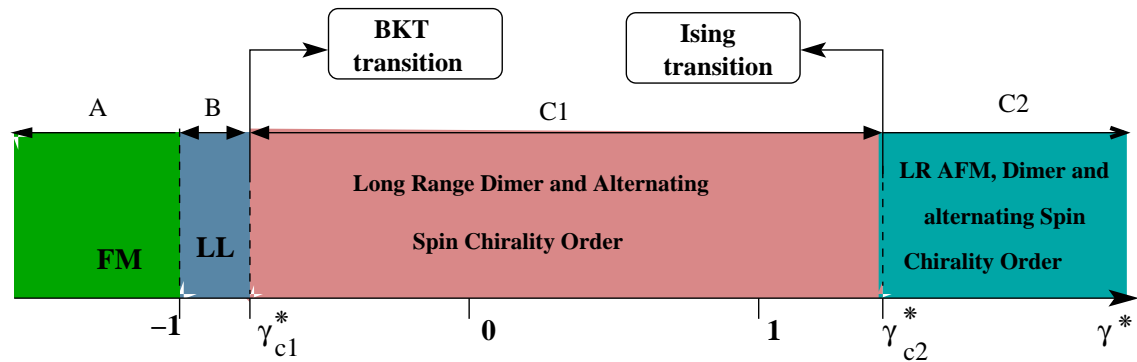 BKT
transition
Ising
transition
A
B
C1
C2
Long Range Dimer and Alternating
Spin Chirality Order
LR AFM, Dimer and
alternating Spin
Chirality Order
FM
LL
−1
γ*c1
0
1
γ*c2
γ*